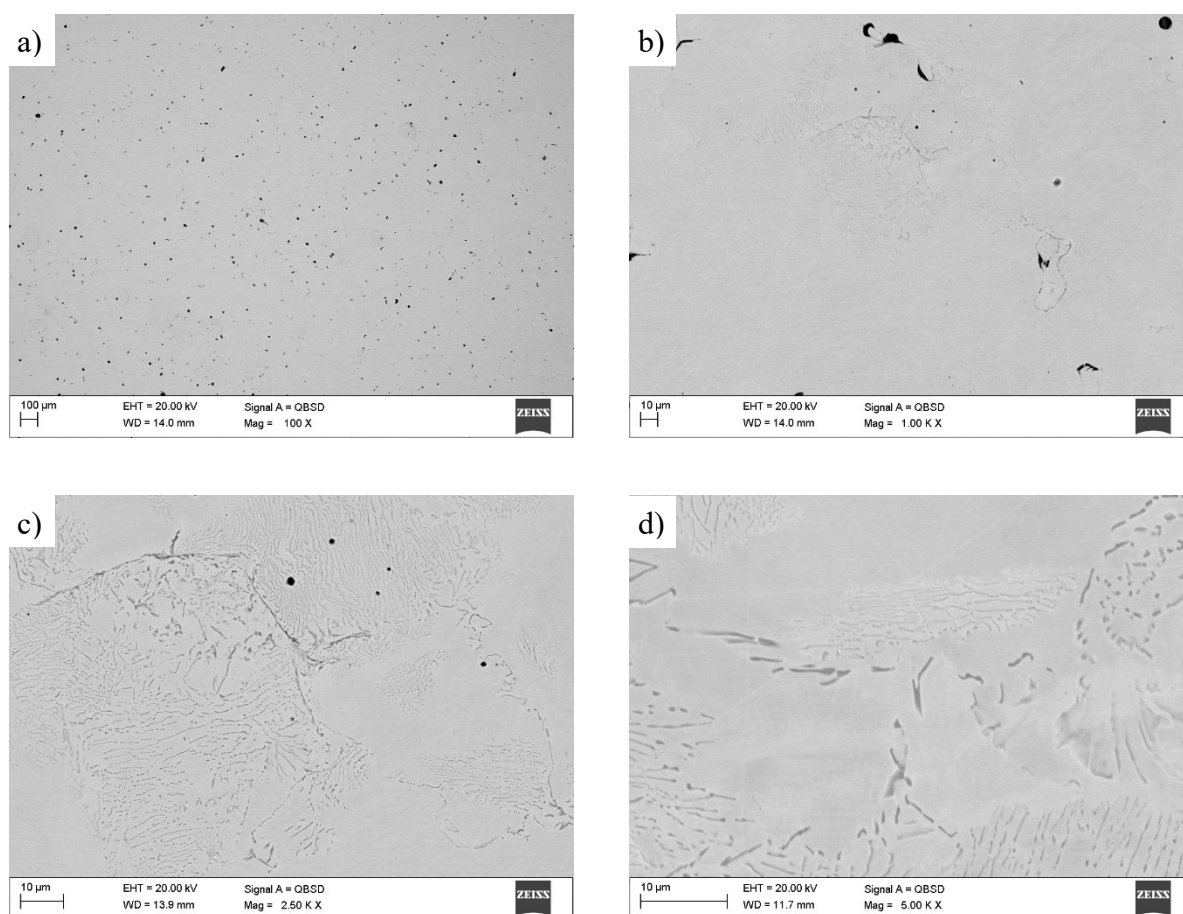 a)
100 µm
EHT = 20.00 kV
Signal A = QBSD
WD = 14.0 mm
Mag = 100 X
ZEISS
b)
10 µm
EHT = 20.00 kV
Signal A = QBSD
WD = 14.0 mm
Mag = 1.00 K X
ZEISS
c)
10 µm
EHT = 20.00 kV
Signal A = QBSD
WD = 13.9 mm
Mag = 2.50 K X
ZEISS
d)
10 µm
EHT = 20.00 kV
Signal A = QBSD
WD = 11.7 mm
Mag = 5.00 K X
ZEISS